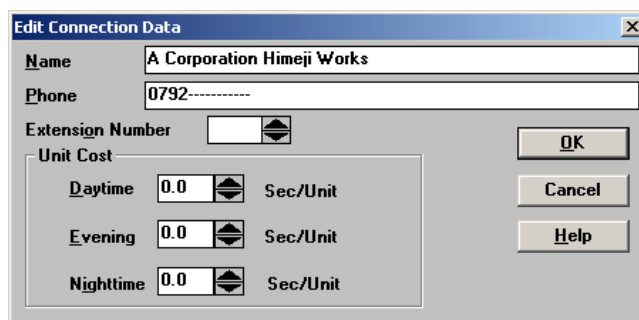 Edit Connection Data
Name A Corporation Himeji Works
Phone 0792-----------
Extension Number
OK
Unit Cost
Daytime 0.0 Sec/Unit
Cancel
Evening 0.0 Sec/Unit
Help
Nighttime 0.0 Sec/Unit